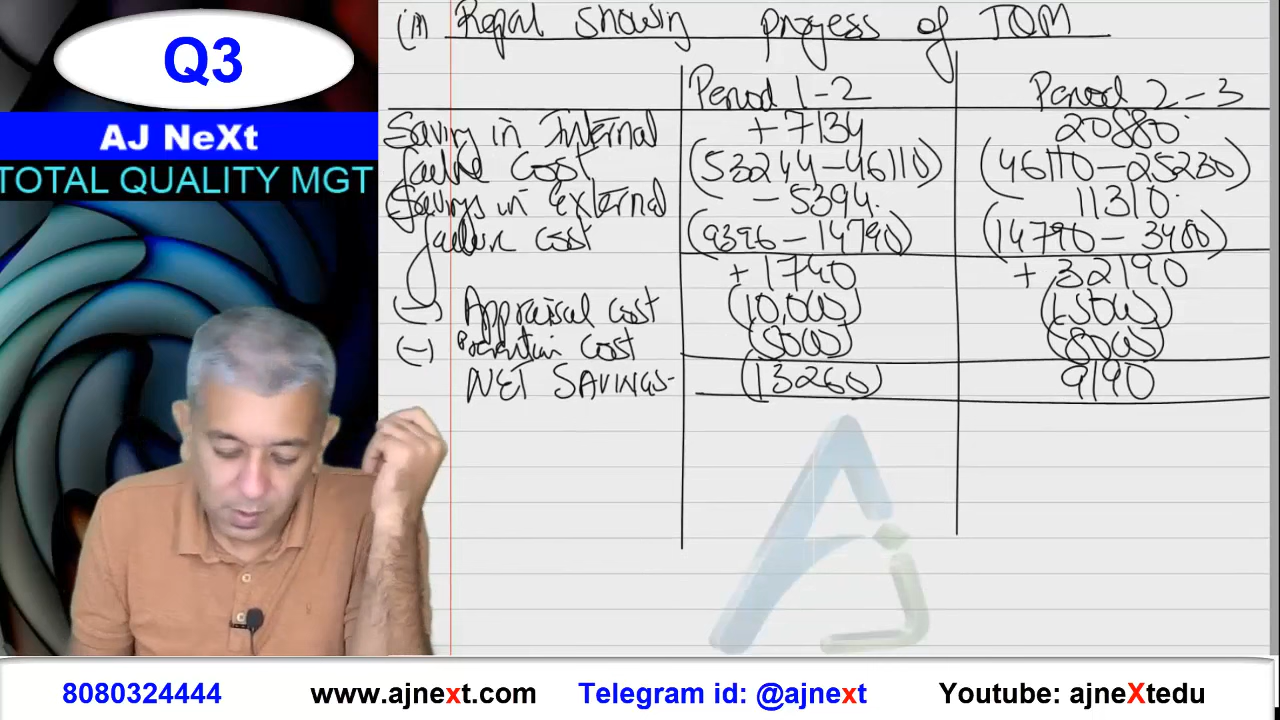 Q3
AJ NeXt
TOTAL QUALITY MGT
(ii) Repot showing progess of TQM
Period 1-2 Period 2-3
Saving in Internal +7134 20880
failure cost (53244-46110) (46110-25230)
Savings in external -5394 11310
failure cost (9396-14790) (14790-3480)
+1740 +32190
(-) Appraisal cost (10,000) (15000)
(-) Prevention cost (5000) (8000)
NET SAVINGS- (13260) 9190
8080324444 www.ajnext.com Telegram id: @ajnext Youtube: ajneXtedu